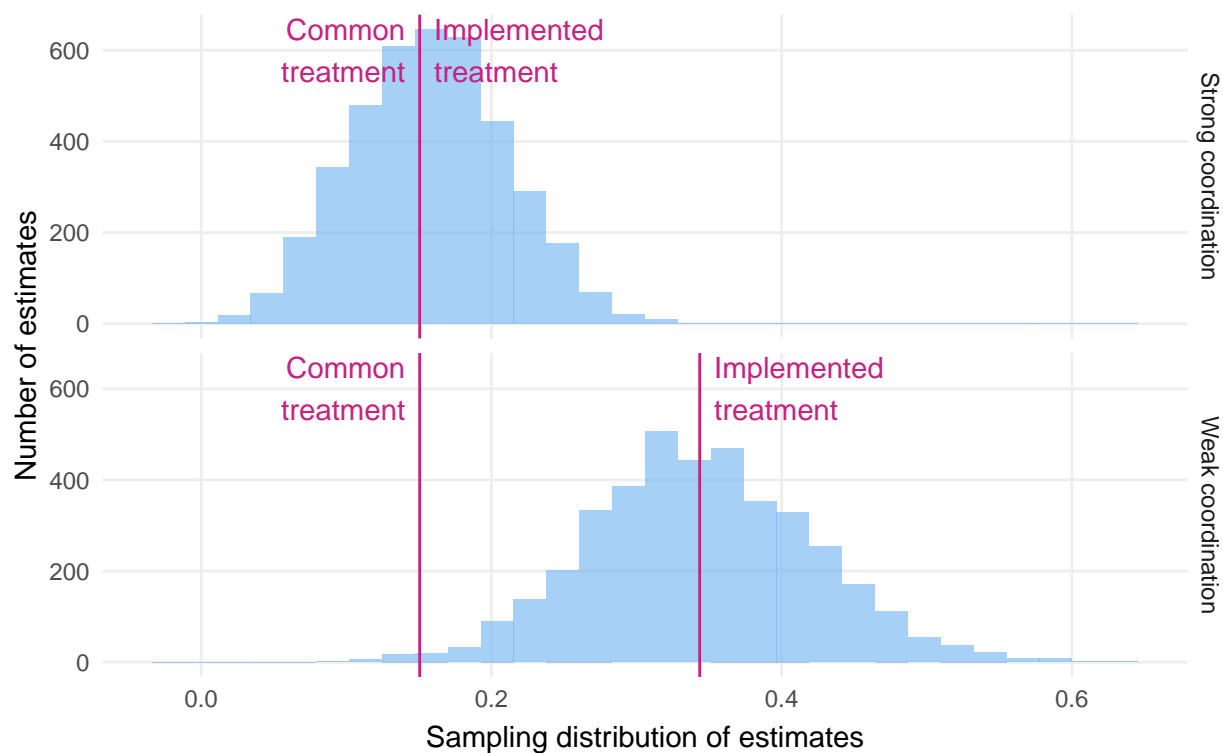 Common
treatment
Implemented
treatment
600
400
200
0
Strong coordination
Common
treatment
Implemented
treatment
600
400
200
0
Weak coordination
Number of estimates
0.0
0.2
0.4
0.6
Sampling distribution of estimates